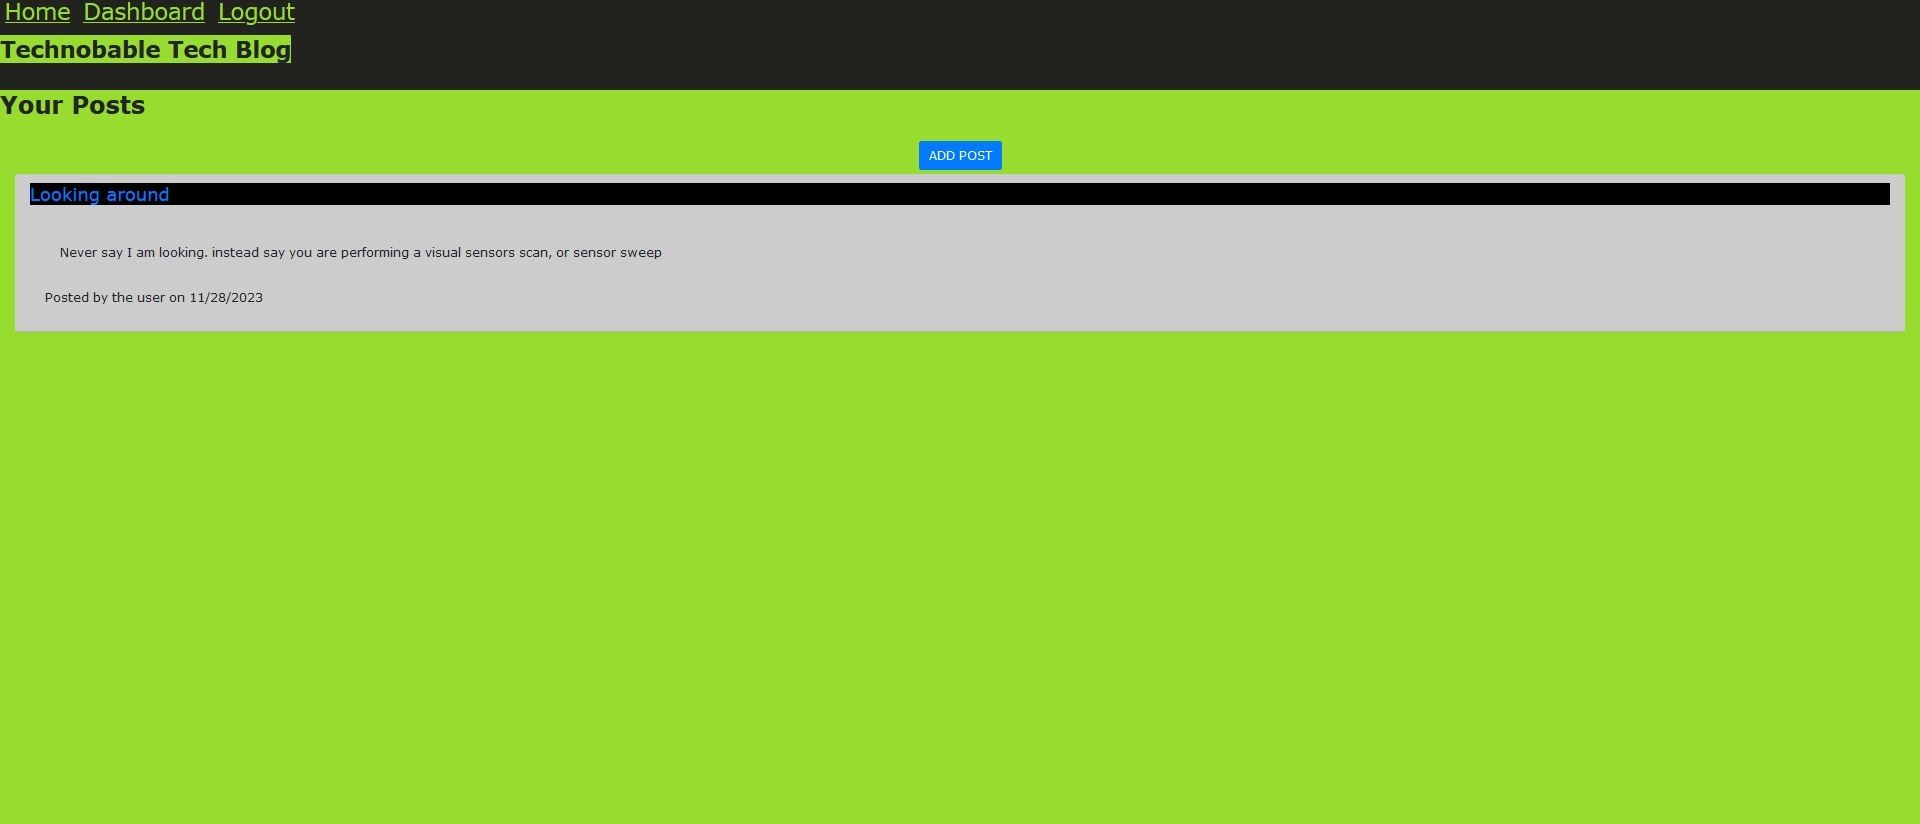 Home Dashboard Logout
Technobable Tech Blog
Your Posts
ADD POST
Looking around
Never say I am looking. instead say you are performing a visual sensors scan, or sensor sweep
Posted by the user on 11/28/2023